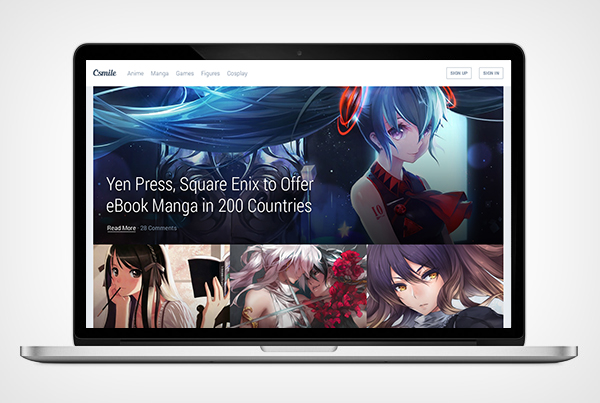 Csmile Anime Manga Games Figures Cosplay SIGN UP SIGN IN
Yen Press, Square Enix to Offer
eBook Manga in 200 Countries
Read More · 28 Comments